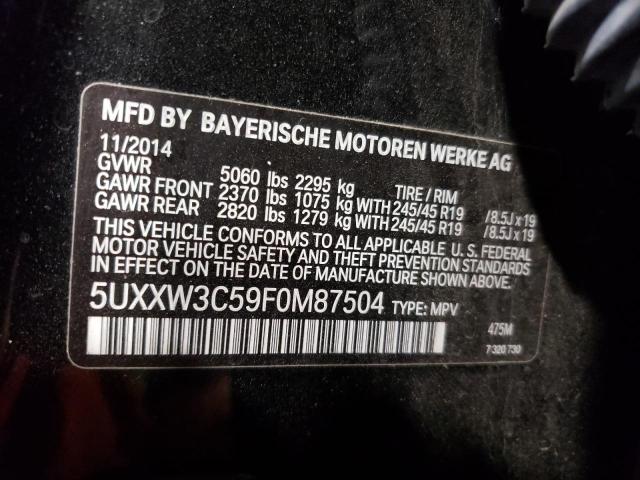 MFD BY BAYERISCHE MOTOREN WERKE AG
11/2014
GVWR 5060 lbs 2295 kg TIRE / RIM
GAWR FRONT 2370 lbs 1075 kg WITH 245/45 R19 /8.5J x 19
GAWR REAR 2820 lbs 1279 kg WITH 245/45 R19 /8.5J x 19
THIS VEHICLE CONFORMS TO ALL APPLICABLE U.S. FEDERAL
MOTOR VEHICLE SAFETY AND THEFT PREVENTION STANDARDS
IN EFFECT ON THE DATE OF MANUFACTURE SHOWN ABOVE.
5UXXW3C59F0M87504 TYPE: MPV
475M
7 320 730